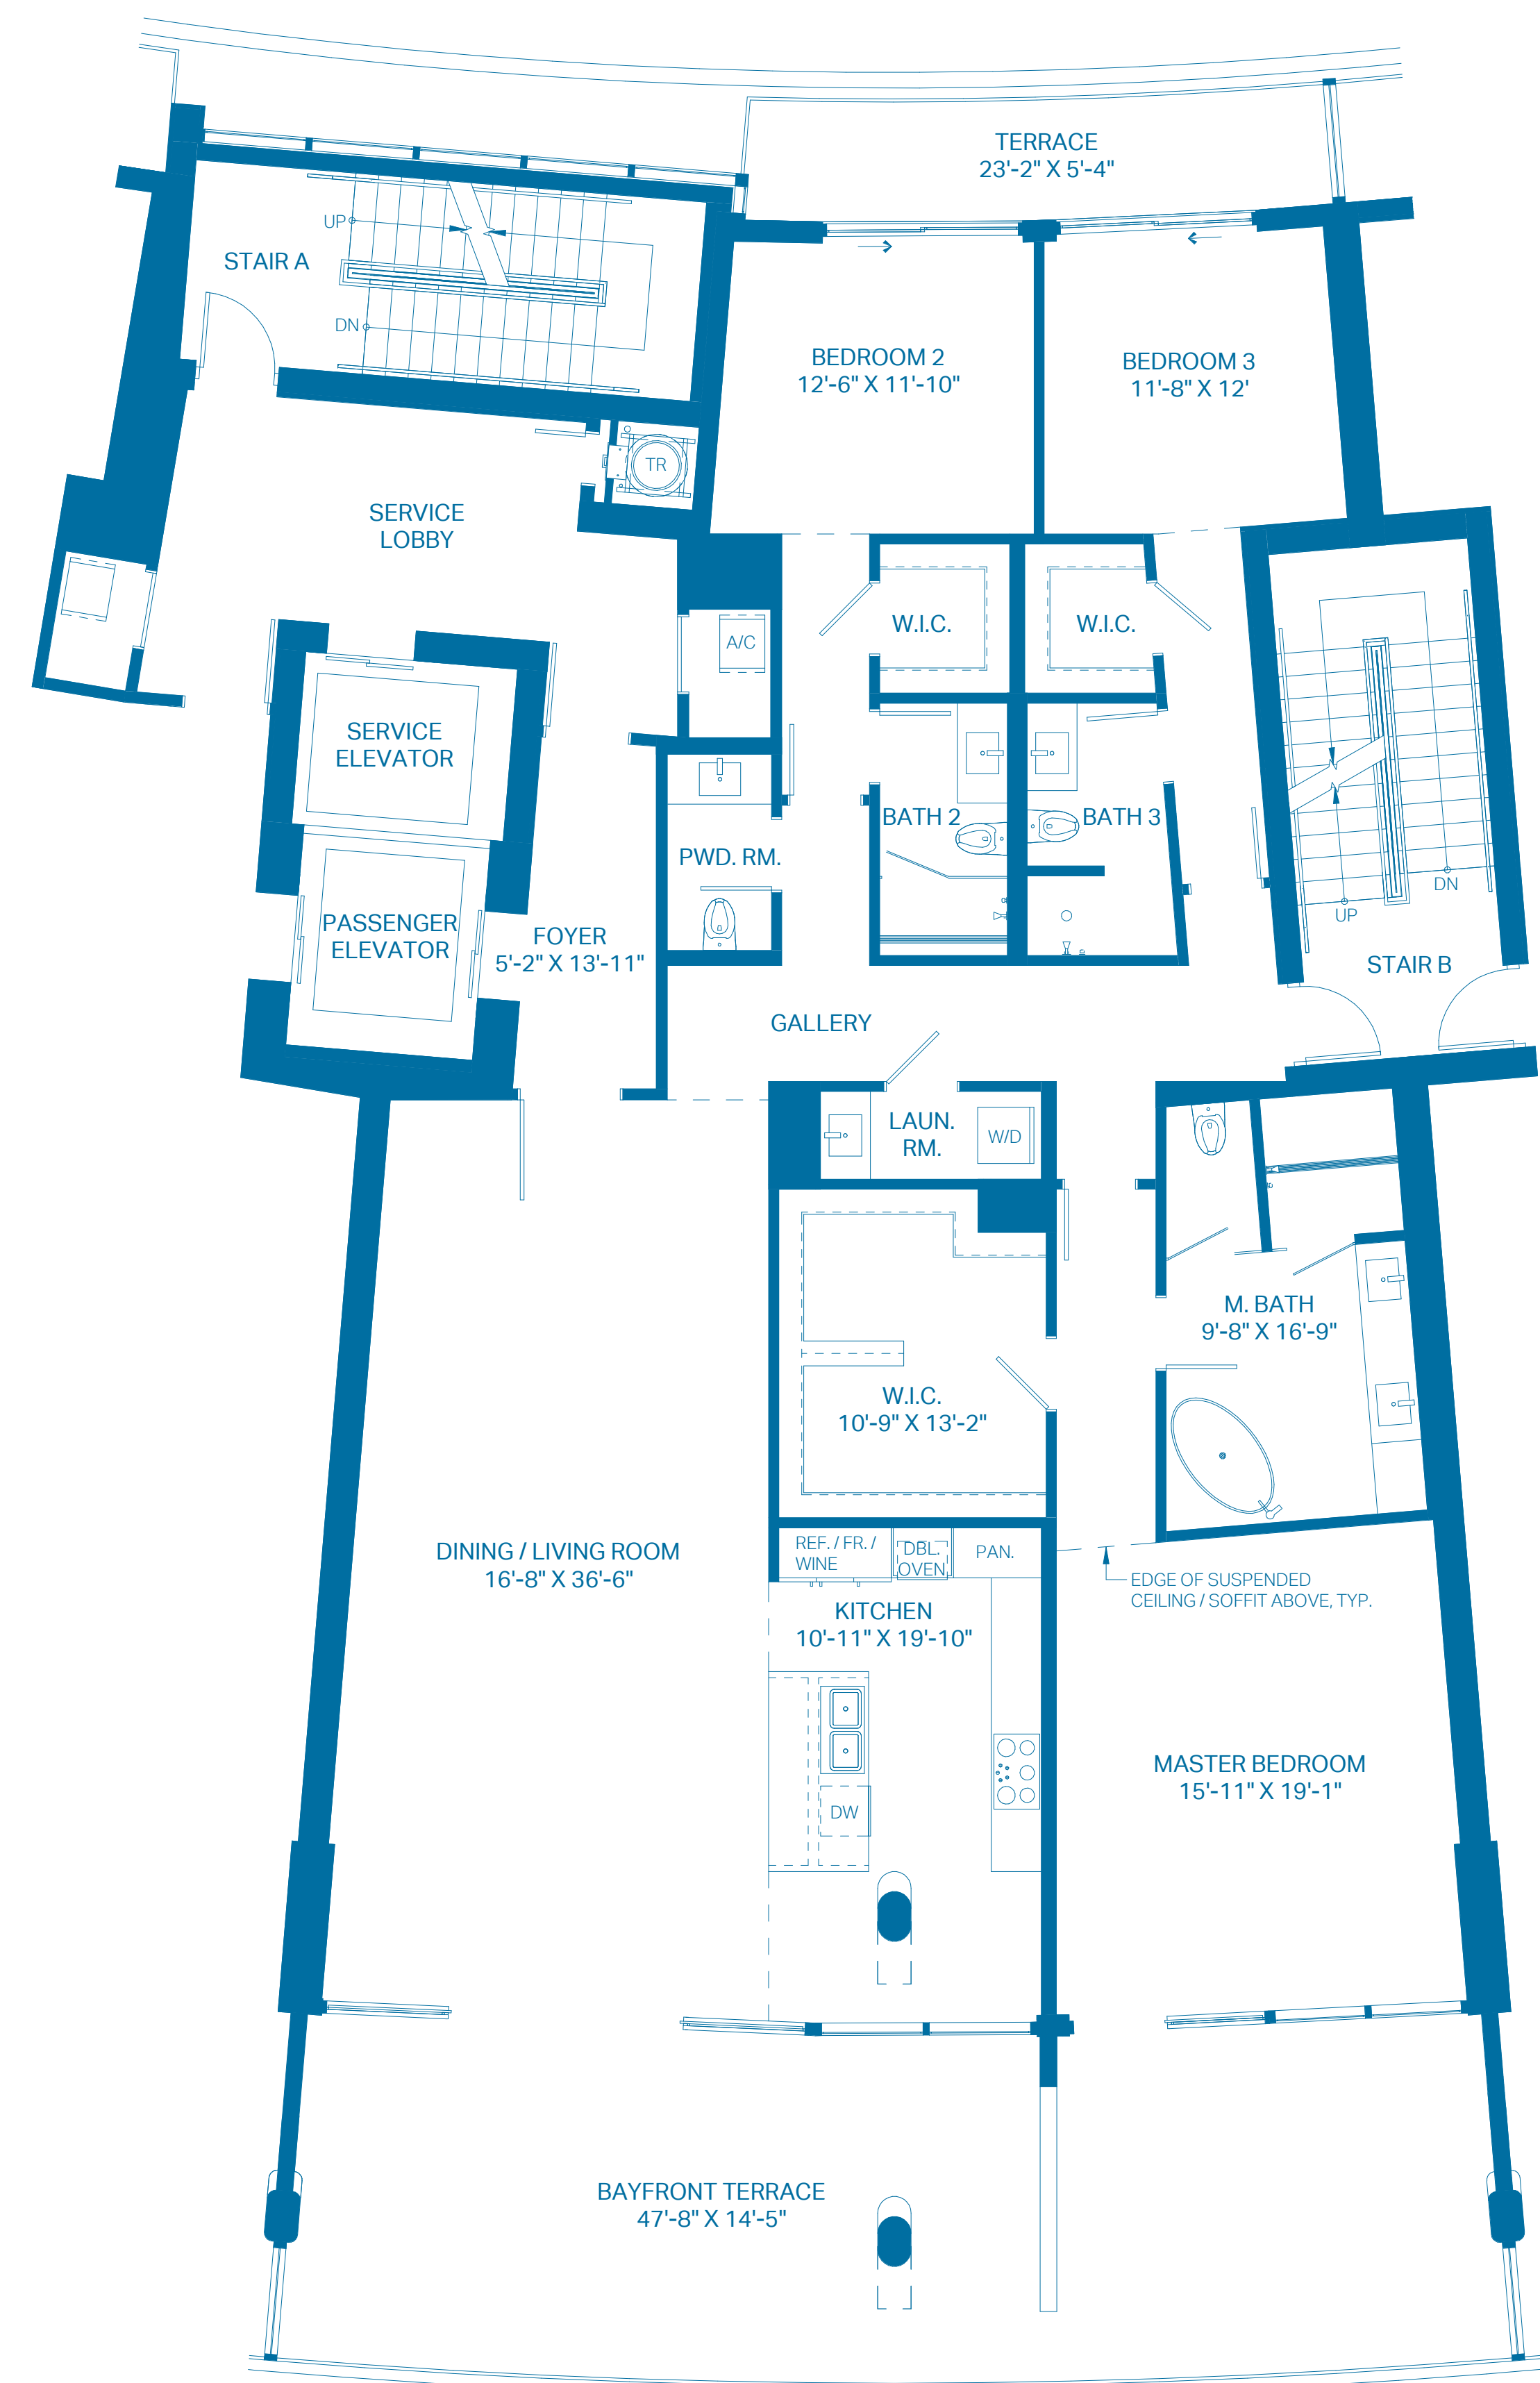 TERRACE
23'-2" X 5'-4"
UP
STAIR A
DN
BEDROOM 2
12'-6" X 11'-10"
BEDROOM 3
11'-8" X 12'
TR
SERVICE
LOBBY
W.I.C.
W.I.C.
A/C
SERVICE
ELEVATOR
BATH 2
BATH 3
PWD. RM.
DN
UP
PASSENGER
ELEVATOR
FOYER
5'-2" X 13'-11"
STAIR B
GALLERY
LAUN.
RM.
W/D
M. BATH
9'-8" X 16'-9"
W.I.C.
10'-9" X 13'-2"
DINING / LIVING ROOM
16'-8" X 36'-6"
REF. / FR. /
WINE
DBL.
OVEN
PAN.
EDGE OF SUSPENDED
CEILING / SOFFIT ABOVE, TYP.
KITCHEN
10'-11" X 19'-10"
MASTER BEDROOM
15'-11" X 19'-1"
DW
BAYFRONT TERRACE
47'-8" X 14'-5"